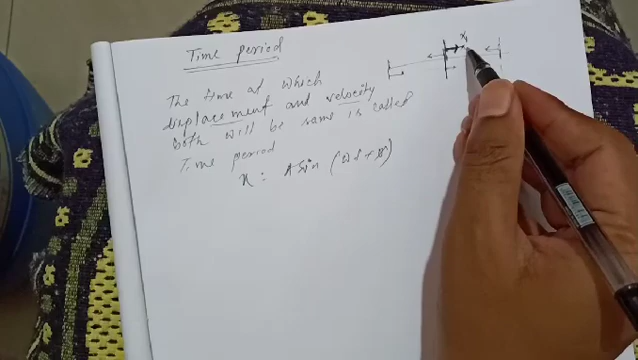 Time period
x
The time at which
displacement and velocity
both will be same is called
Time period
x = A sin (ωt + ø)